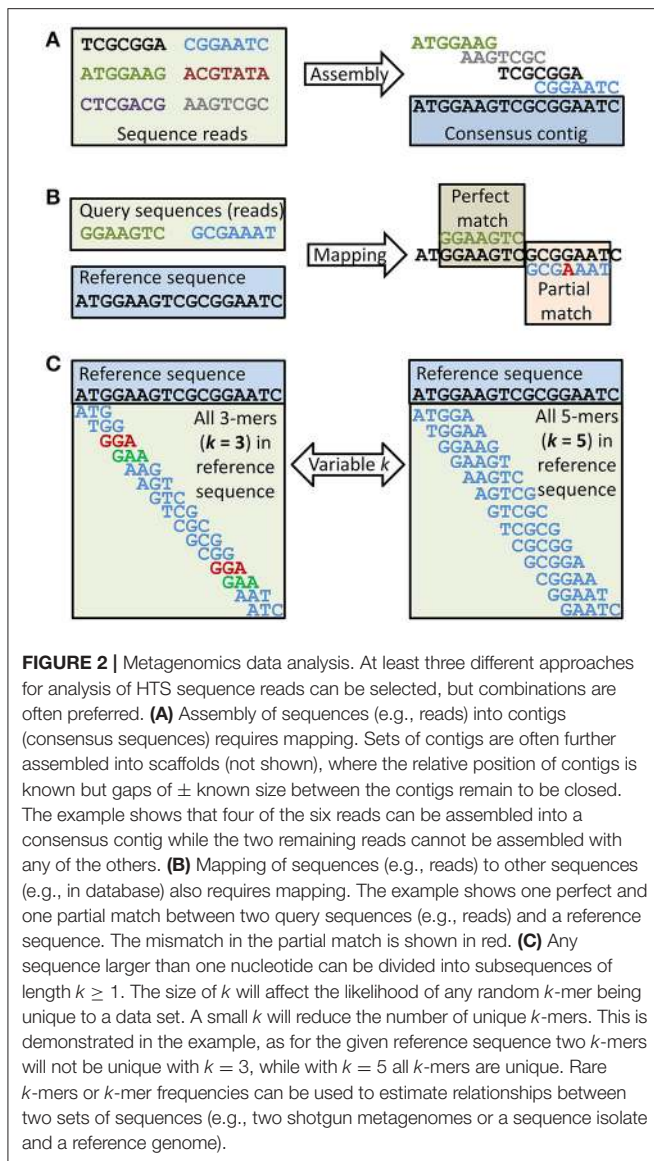 A
TCGCGGA CGGAATC
ATGGAAG ACGTATA
CTCGACG AAGTCGC
Sequence reads
Assembly
ATGGAAG
AAGTCGC
TCGCGGA
CGGAATC
ATGGAAGTCGCGGAATC
Consensus contig
B
Query sequences (reads)
GGAAGTC GCGAAAT
Reference sequence
ATGGAAGTCGCGGAATC
Mapping
Perfect
match
GGAAGTC
ATGGAAGTCGCGGAATC
GCGAAAT
Partial
match
C
Reference sequence
ATGGAAGTCGCGGAATC
ATG
TGG
GGA
GAA
AAG
AGT
GTC
TCG
CGC
GCG
CGG
GGA
GAA
AAT
ATC
All 3-mers
(k = 3) in
reference
sequence
Variable k
Reference sequence
ATGGAAGTCGCGGAATC
ATGGA
TGGAA
GGAAG
GAAGT
AAGTC
AGTCG
GTCGC
TCGCG
CGCGG
GCGGA
CGGAA
GGAAT
GAATC
All 5-mers
(k = 5) in
reference
sequence
FIGURE 2 | Metagenomics data analysis. At least three different approaches
for analysis of HTS sequence reads can be selected, but combinations are
often preferred. (A) Assembly of sequences (e.g., reads) into contigs
(consensus sequences) requires mapping. Sets of contigs are often further
assembled into scaffolds (not shown), where the relative position of contigs is
known but gaps of ± known size between the contigs remain to be closed.
The example shows that four of the six reads can be assembled into a
consensus contig while the two remaining reads cannot be assembled with
any of the others. (B) Mapping of sequences (e.g., reads) to other sequences
(e.g., in database) also requires mapping. The example shows one perfect and
one partial match between two query sequences (e.g., reads) and a reference
sequence. The mismatch in the partial match is shown in red. (C) Any
sequence larger than one nucleotide can be divided into subsequences of
length k ≥ 1. The size of k will affect the likelihood of any random k-mer being
unique to a data set. A small k will reduce the number of unique k-mers. This is
demonstrated in the example, as for the given reference sequence two k-mers
will not be unique with k = 3, while with k = 5 all k-mers are unique. Rare
k-mers or k-mer frequencies can be used to estimate relationships between
two sets of sequences (e.g., two shotgun metagenomes or a sequence isolate
and a reference genome).